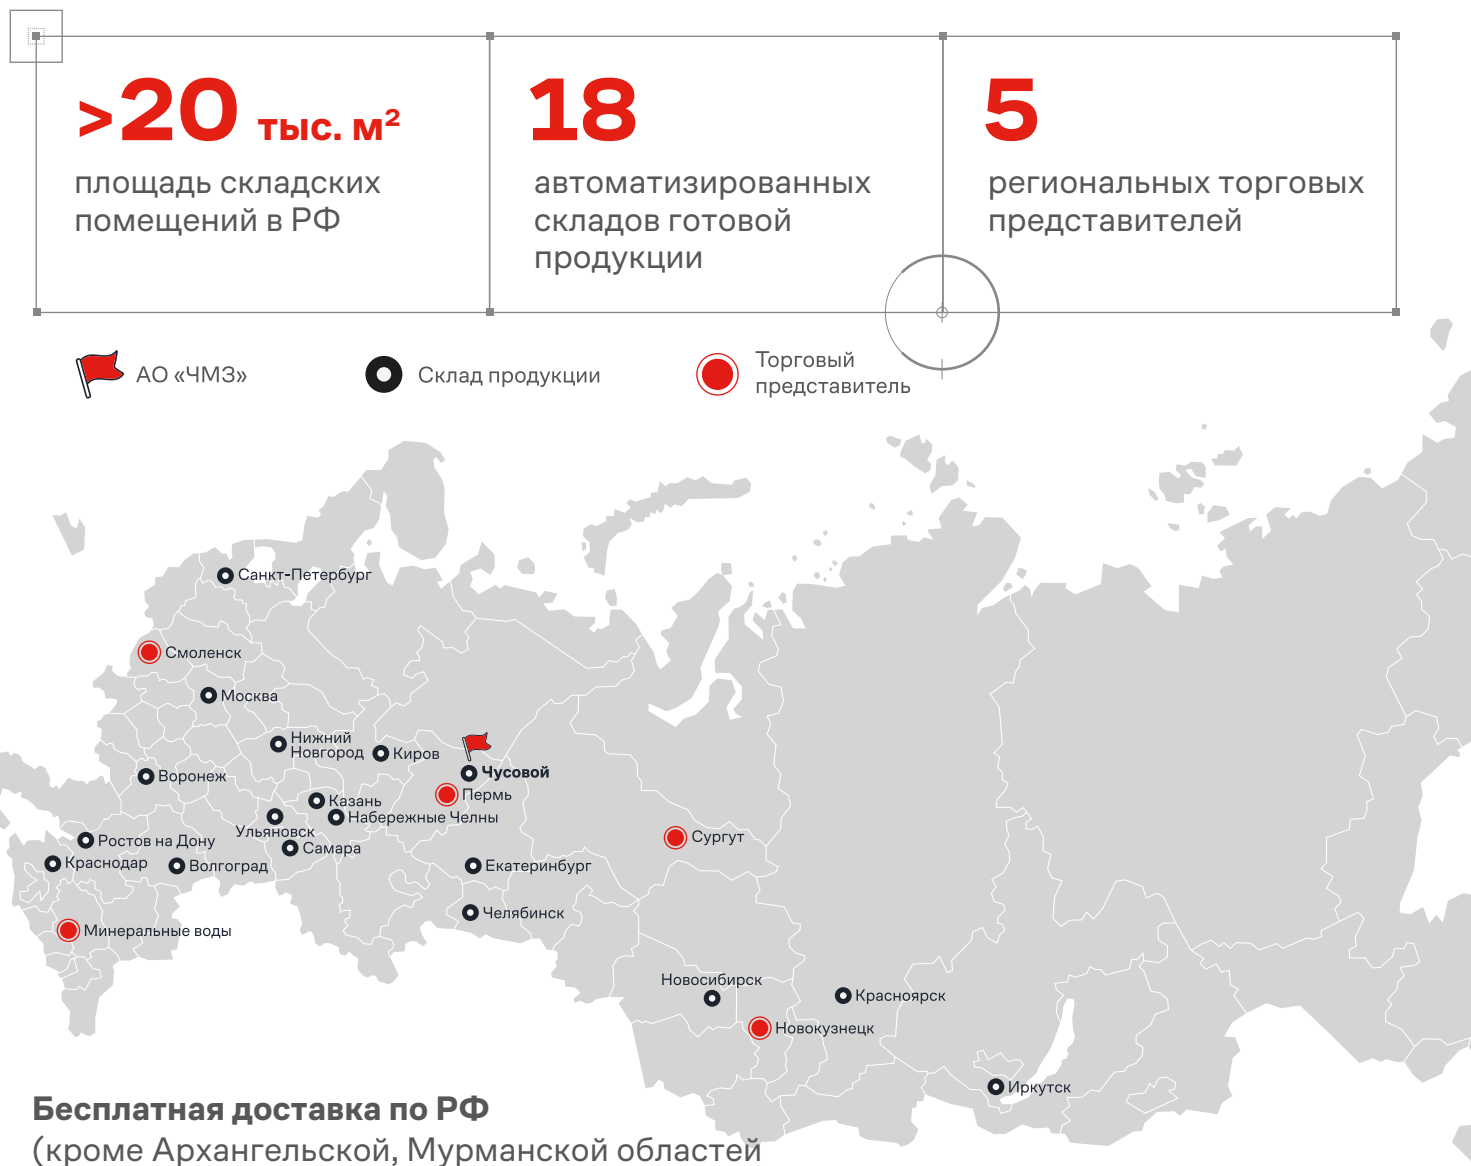 >20 тыс. м²
площадь складских
помещений в РФ
18
автоматизированных
складов готовой
продукции
5
региональных торговых
представителей
АО «ЧМЗ»
Склад продукции
Торговый
представитель
Санкт-Петербург
Смоленск
Москва
Нижний
Новгород
Киров
Чусовой
Воронеж
Пермь
Казань
Набережные Челны
Ульяновск
Ростов на Дону
Сургут
Самара
Краснодар
Волгоград
Екатеринбург
Челябинск
Минеральные воды
Новосибирск
Красноярск
Новокузнецк
Иркутск
Бесплатная доставка по РФ
(кроме Архангельской, Мурманской областей